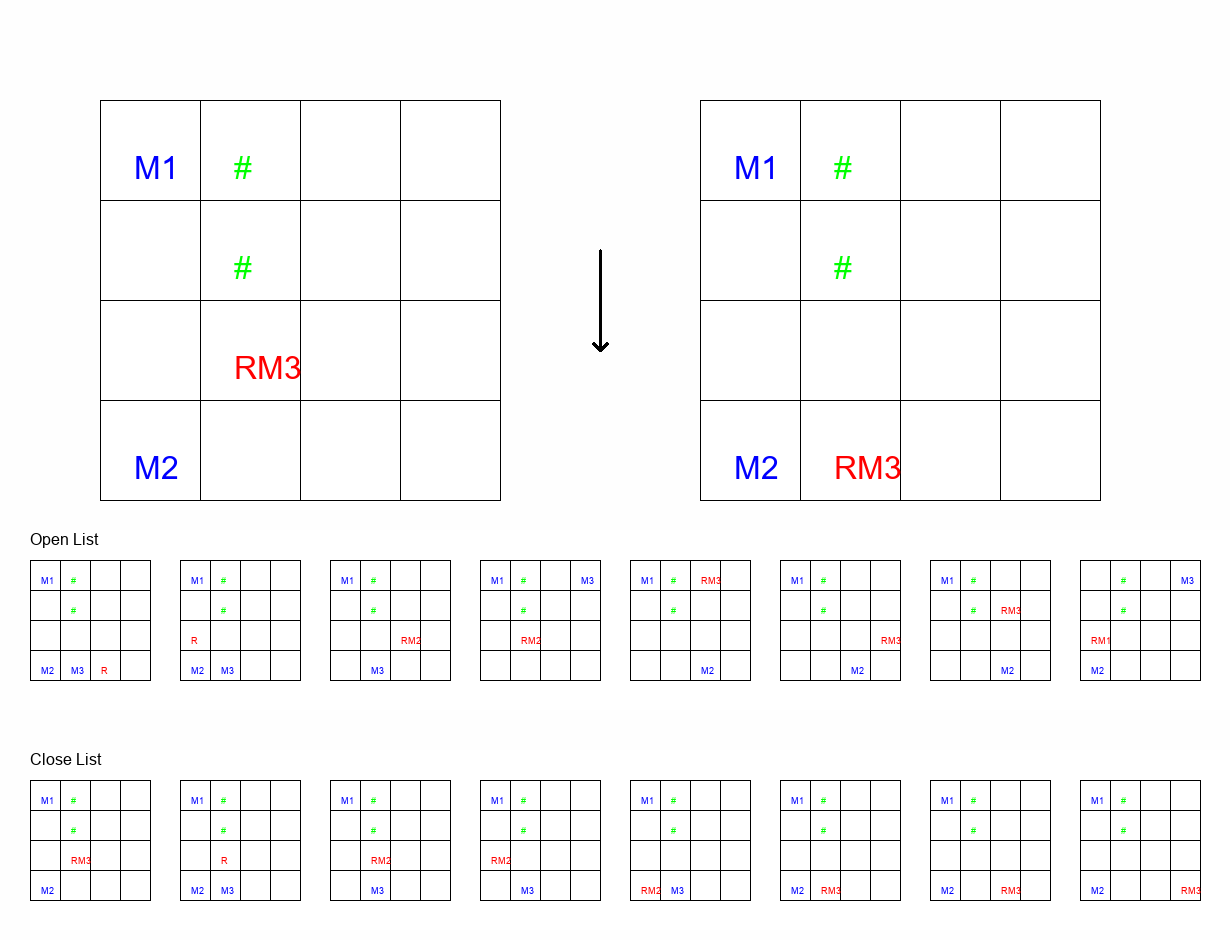 M1 # M1 #
# #
RM3
M2 M2 RM3
Open List
M1 # M1 # M1 # M1 # M3 M1 # RM3 M1 # M1 # # M3
# # # # # # # RM3 #
R RM2 RM2 RM3 RM1
M2 M3 R M2 M3 M3 M2 M2 M2 M2
Close List
M1 # M1 # M1 # M1 # M1 # M1 # M1 # M1 #
# # # # # # # #
RM3 R RM2 RM2
M2 M2 M3 M3 M3 RM2 M3 M2 RM3 M2 RM3 M2 RM3